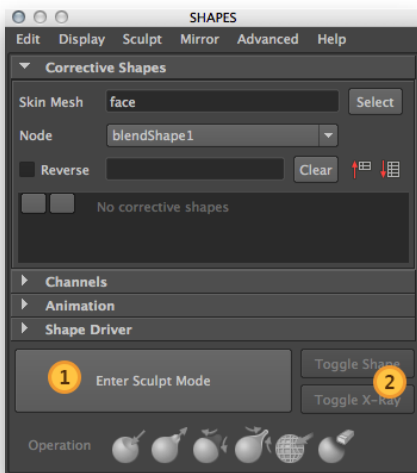 SHAPES
Edit Display Sculpt Mirror Advanced Help
Corrective Shapes
Skin Mesh face Select
Node blendShape1
Reverse Clear
No corrective shapes
Channels
Animation
Shape Driver
1 Enter Sculpt Mode
Toggle Shape
2
Toggle X-Ray
Operation